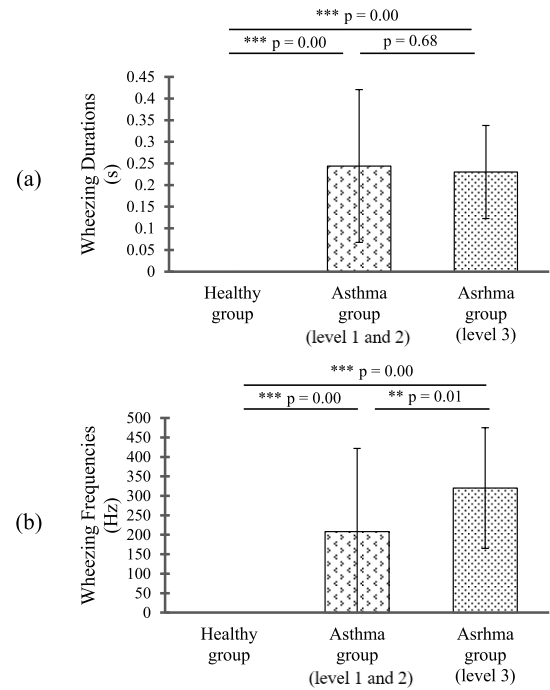 *** p = 0.00
*** p = 0.00
p = 0.68
(a)
Wheezing Durations
(s)
0.45
0.4
0.35
0.3
0.25
0.2
0.15
0.1
0.05
0
Healthy
group
Asthma
group
(level 1 and 2)
Asrhma
group
(level 3)
*** p = 0.00
*** p = 0.00
** p = 0.01
(b)
Wheezing Frequencies
(Hz)
500
450
400
350
300
250
200
150
100
50
0
Healthy
group
Asthma
group
(level 1 and 2)
Asrhma
group
(level 3)